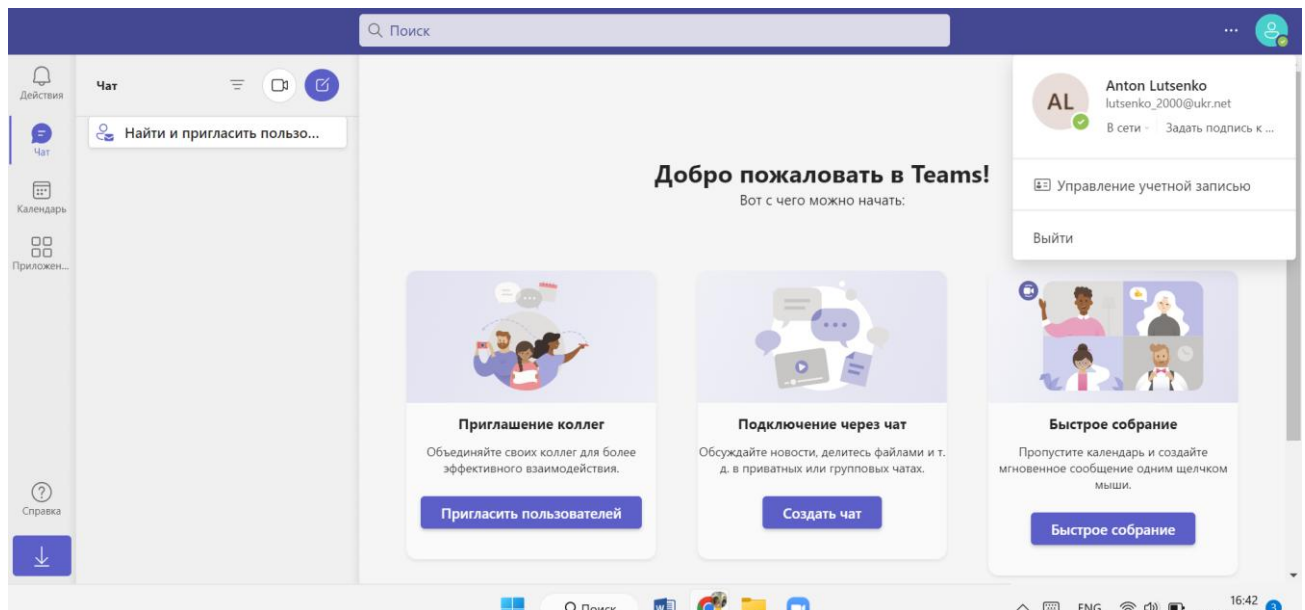 Поиск
...
Действия
Чат
Чат
Календарь
Приложен...
Найти и пригласить пользо...
Добро пожаловать в Teams!
Вот с чего можно начать:
AL
Anton Lutsenko
lutsenko_2000@ukr.net
В сети
Задать подпись к ...
Управление учетной записью
Выйти
Приглашение коллег
Объединяйте своих коллег для более
эффективного взаимодействия.
Пригласить пользователей
Подключение через чат
Обсуждайте новости, делитесь файлами и т.
д. в приватных или групповых чатах.
Создать чат
Быстрое собрание
Пропустите календарь и создайте
мгновенное сообщение одним щелчком
мыши.
Быстрое собрание
Справка
Поиск
ENG
16:42
3